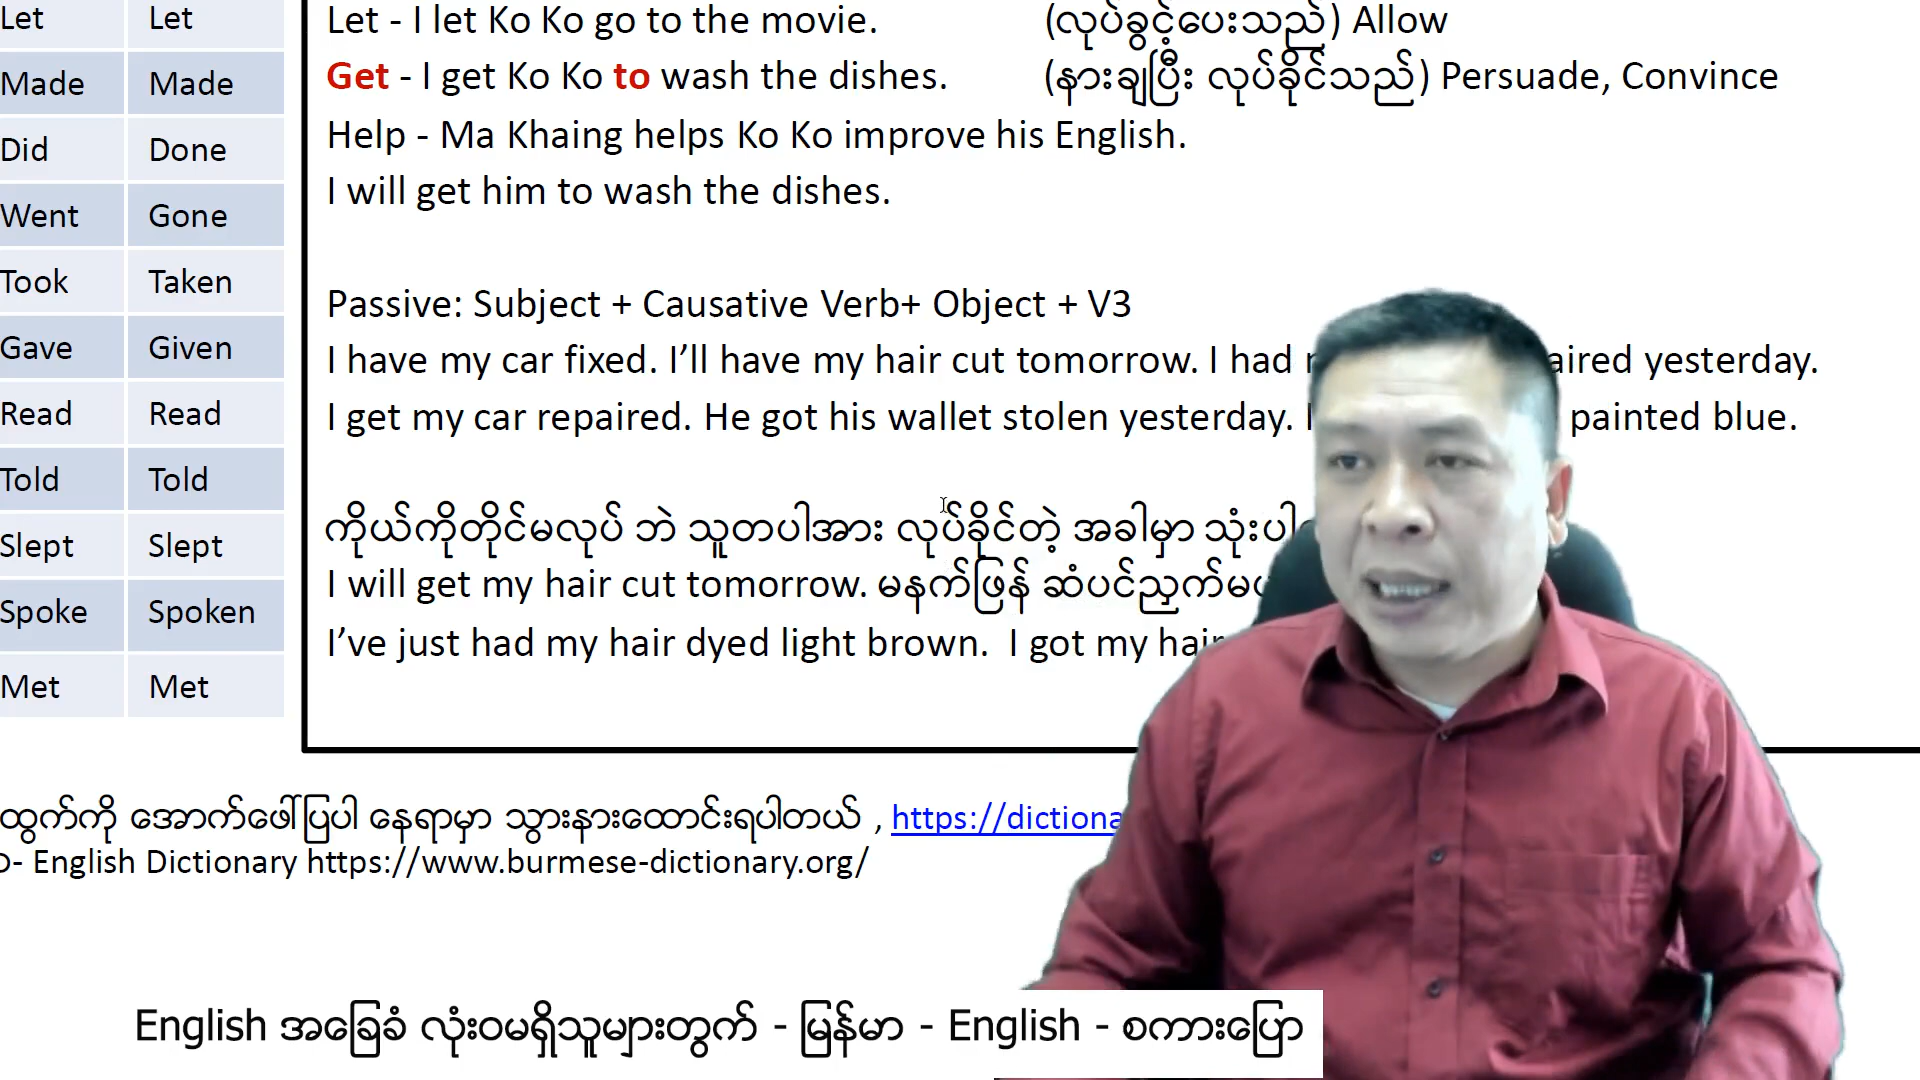 Let Let
Made Made
Did Done
Went Gone
Took Taken
Gave Given
Read Read
Told Told
Slept Slept
Spoke Spoken
Met Met
Let - I let Ko Ko go to the movie. (လုပ်ခွင့်ပေးသည်) Allow
Get - I get Ko Ko to wash the dishes. (နားချပြီး လုပ်ခိုင်သည်) Persuade, Convince
Help - Ma Khaing helps Ko Ko improve his English.
I will get him to wash the dishes.
Passive: Subject + Causative Verb+ Object + V3
I have my car fixed. I’ll have my hair cut tomorrow. I had yesterday.
I get my car repaired. He got his wallet stolen yesterday. painted blue.
ကိုယ်ကိုတိုင်မလုပ် ဘဲ သူတပါအား လုပ်ခိုင်တဲ့ အခါမှာ
I will get my hair cut tomorrow. မနက်ဖြန် ဆံပင်ညှက်မယ်
I’ve just had my hair dyed light brown. I got my hair
ထွက်ကို အောက်ဖေါ်ပြပါ နေရာမှာ သွားနားထောင်းရပါတယ် , https://dictiona
- English Dictionary https://www.burmese-dictionary.org/
English အခြေခံ လုံးဝမရှိသူများတွက် - မြန်မာ - English - စကားပြော